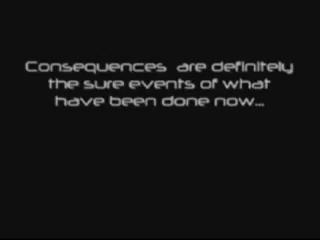 Consequences are definitely
the sure events of what
have been done now...